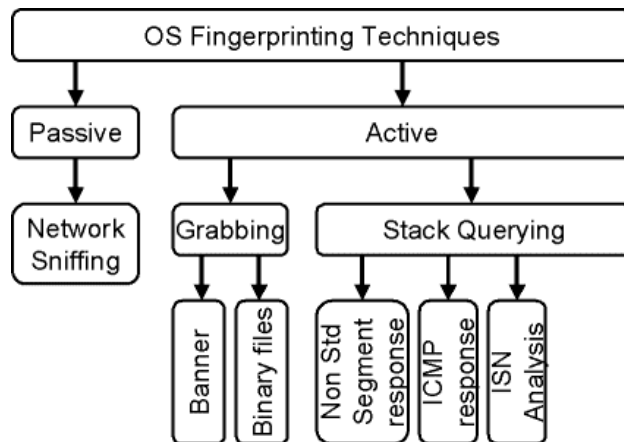 OS Fingerprinting Techniques
Passive
Active
Network
Sniffing
Grabbing
Stack Querying
Banner
Binary files
Non Std
Segment
response
ICMP
response
ISN
Analysis